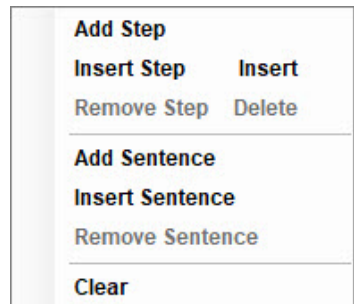 Add Step
Insert Step Insert
Remove Step Delete
Add Sentence
Insert Sentence
Remove Sentence
Clear